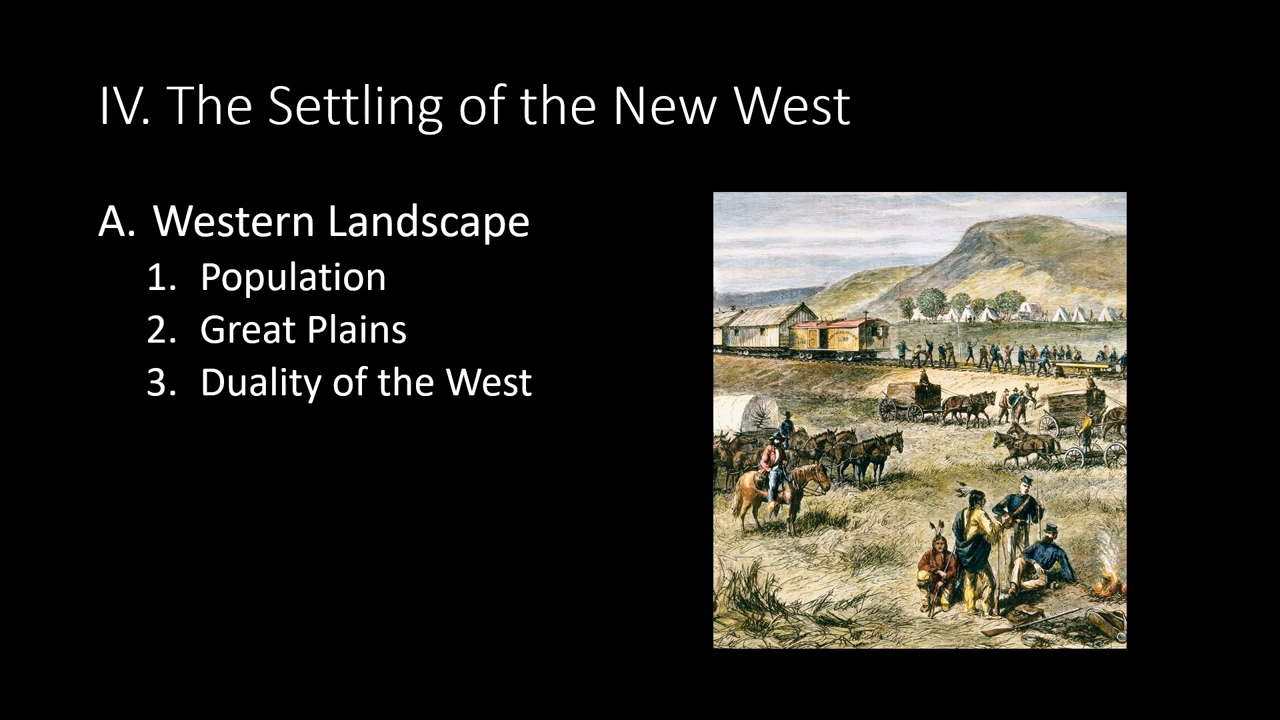 IV. The Settling of the New West
A. Western Landscape
1. Population
2. Great Plains
3. Duality of the West